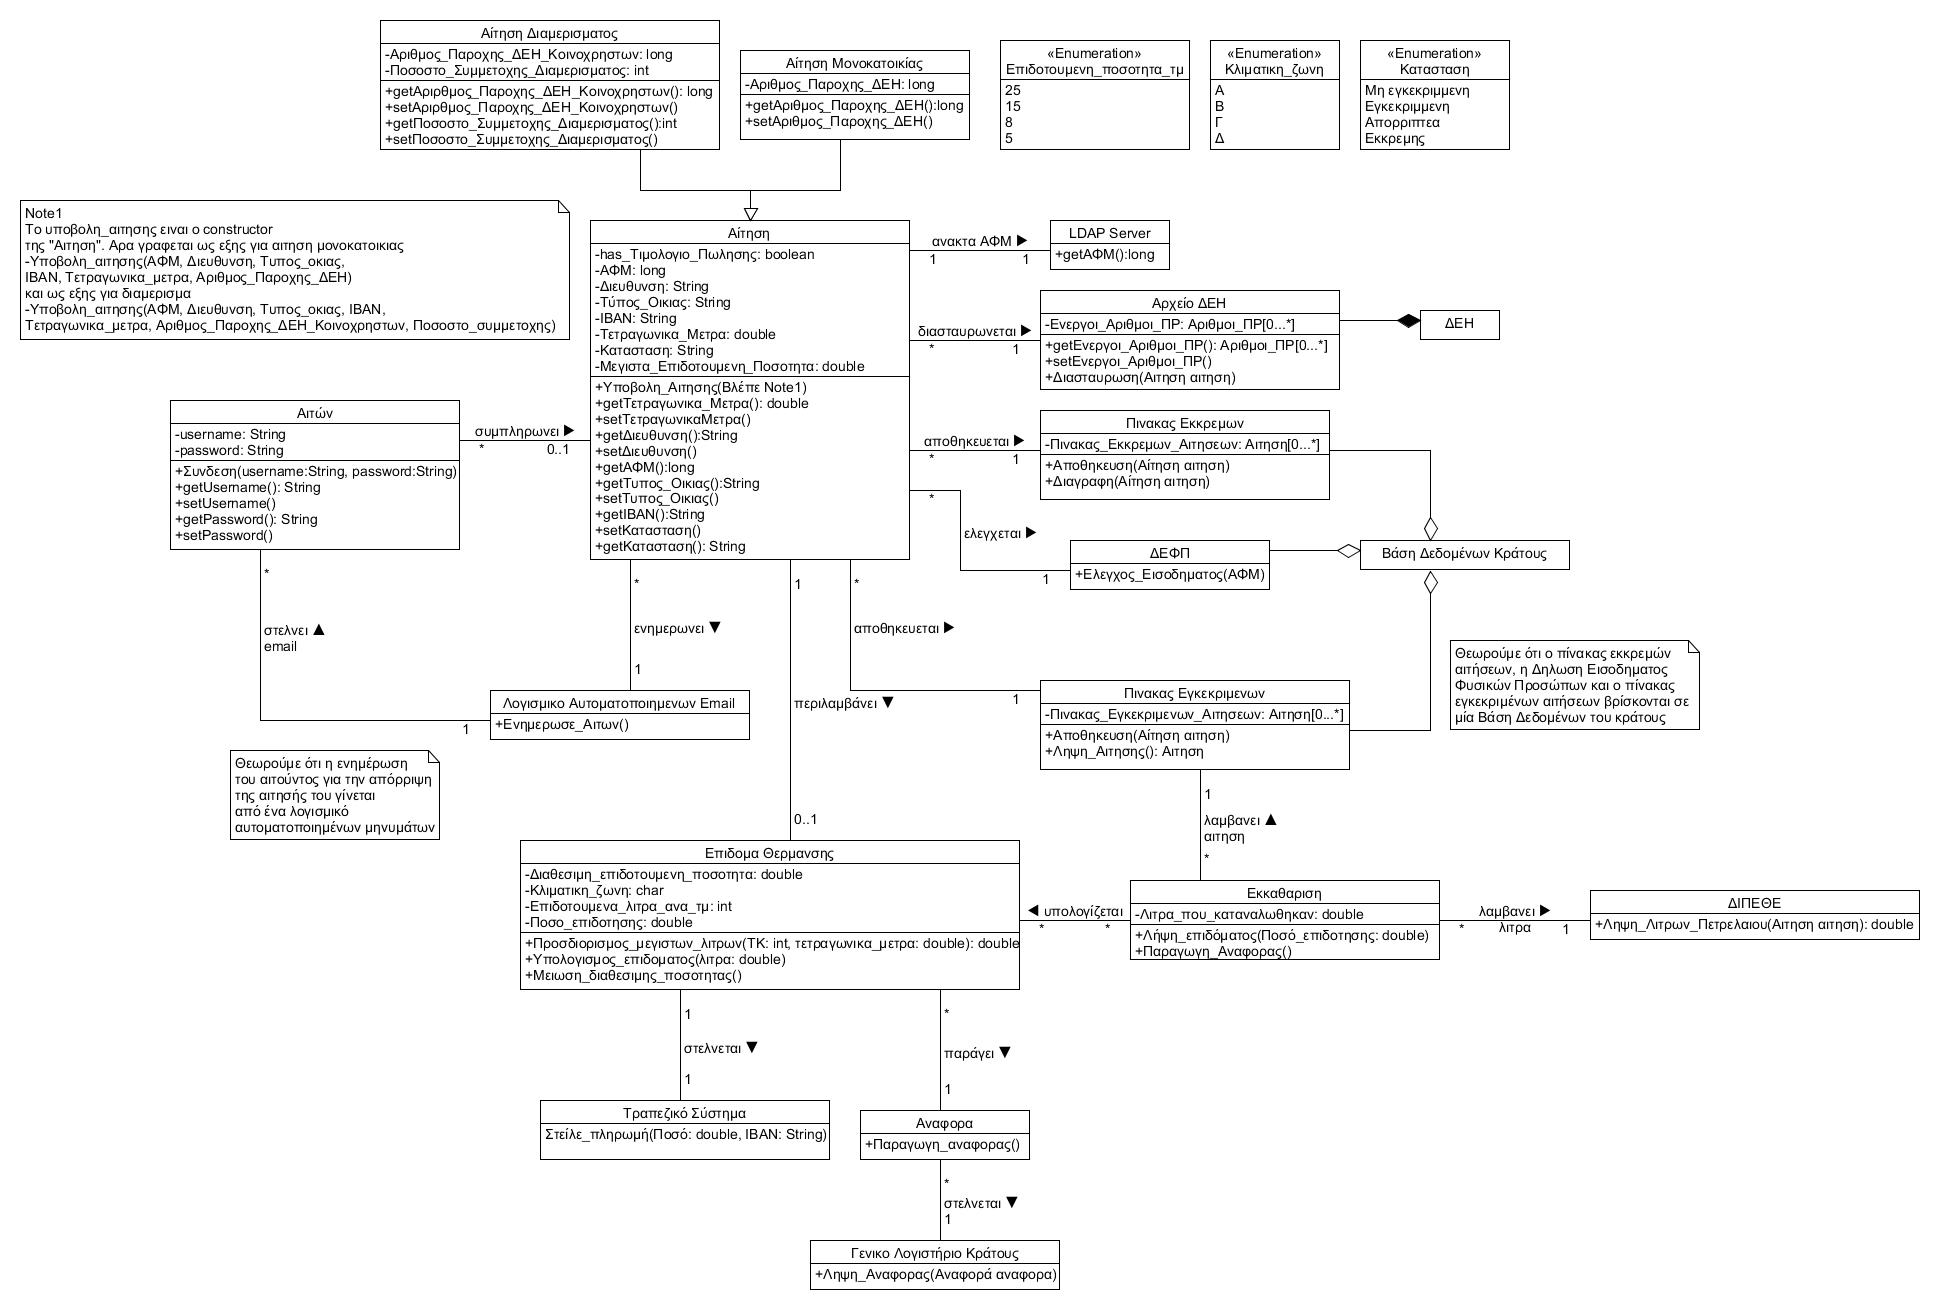 Αίτηση Διαμερισματος
-Αριθμος_Παροχης_ΔΕΗ_Κοινοχρηστων: long
-Ποσοστο_Συμμετοχης_Διαμερισματος: int
+getΑριρθμος_Παροχης_ΔΕΗ_Κοινοχρηστων(): long
+setΑριρθμος_Παροχης_ΔΕΗ_Κοινοχρηστων()
+getΠοσοστο_Συμμετοχης_Διαμερισματος():int
+setΠοσοστο_Συμμετοχης_Διαμερισματος()
Αίτηση Μονοκατοικίας
-Αριθμος_Παροχης_ΔΕΗ: long
+getΑριθμος_Παροχης_ΔΕΗ():long
+setΑριθμος_Παροχης_ΔΕΗ()
«Enumeration»
Επιδοτουμενη_ποσοτητα_τμ
25
15
8
5
«Enumeration»
Κλιματικη_ζωνη
Α
Β
Γ
Δ
«Enumeration»
Κατασταση
Μη εγκεκριμμενη
Εγκεκριμμενη
Απορριπτεα
Εκκρεμης
Note1
Το υποβολη_αιτησης ειναι ο constructor
της "Αιτηση". Αρα γραφεται ως εξης για αιτηση μονοκατοικιας
-Υποβολη_αιτησης(ΑΦΜ, Διευθυνση, Τυπος_οκιας,
IBAN, Τετραγωνικα_μετρα, Αριθμος_Παροχης_ΔΕΗ)
και ως εξης για διαμερισμα
-Υποβολη_αιτησης(ΑΦΜ, Διευθυνση, Τυπος_οκιας, IBAN,
Τετραγωνικα_μετρα, Αριθμος_Παροχης_ΔΕΗ_Κοινοχρηστων, Ποσοστο_συμμετοχης)
Αίτηση
-has_Τιμολογιο_Πωλησης: boolean
-ΑΦΜ: long
-Διευθυνση: String
-Τύπος_Οικιας: String
-IBAN: String
-Τετραγωνικα_Μετρα: double
-Κατασταση: String
-Μεγιστα_Επιδοτουμενη_Ποσοτητα: double
+Υποβολη_Αιτησης(Βλέπε Note1)
+getΤετραγωνικα_Μετρα(): double
+setΤετραγωνικαΜετρα()
+getΔιευθυνση():String
+setΔιευθυνση()
+getΑΦΜ():long
+getΤυπος_Οικιας():String
+setΤυπος_Οικιας()
+getIBAN():String
+setΚατασταση()
+getΚατασταση(): String
ανακτα ΑΦΜ ►
1 1
LDAP Server
+getΑΦΜ():long
διασταυρωνεται ►
* 1
Αρχείο ΔΕΗ
-Ενεργοι_Αριθμοι_ΠΡ: Αριθμοι_ΠΡ[0...*]
+getΕνεργοι_Αριθμοι_ΠΡ(): Αριθμοι_ΠΡ[0...*]
+setΕνεργοι_Αριθμοι_ΠΡ()
+Διασταυρωση(Αιτηση αιτηση)
ΔΕΗ
Αιτών
-username: String
-password: String
+Συνδεση(username:String, password:String)
+getUsername(): String
+setUsername()
+getPassword(): String
+setPassword()
συμπληρωνει ►
* 0..1
αποθηκευεται ►
* 1
Πινακας Εκκρεμων
-Πινακας_Εκκρεμων_Αιτησεων: Αιτηση[0...*]
+Αποθηκευση(Αίτηση αιτηση)
+Διαγραφη(Αίτηση αιτηση)
*
ελεγχεται ►
1
ΔΕΦΠ
+Ελεγχος_Εισοδηματος(ΑΦΜ)
Βάση Δεδομένων Κράτους
*
στελνει ▲
email
1
*
ενημερωνει ▼
1
Λογισμικο Αυτοματοποιημενων Email
+Ενημερωσε_Αιτων()
1
περιλαμβάνει ▼
0..1
*
αποθηκευεται ►
1
Πινακας Εγκεκριμενων
-Πινακας_Εγκεκριμενων_Αιτησεων: Αιτηση[0...*]
+Αποθηκευση(Αίτηση αιτηση)
+Ληψη_Αιτησης(): Αιτηση
Θεωρούμε ότι ο πίνακας εκκρεμών
αιτήσεων, η Δηλωση Εισοδηματος
Φυσικών Προσώπων και ο πίνακας
εγκεκριμένων αιτήσεων βρίσκονται σε
μία Βάση Δεδομένων του κράτους
Θεωρούμε ότι η ενημέρωση
του αιτούντος για την απόρριψη
της αιτησής του γίνεται
από ένα λογισμικό
αυτοματοποιημένων μηνυμάτων
1
λαμβανει ▲
αιτηση
*
Επιδομα Θερμανσης
-Διαθεσιμη_επιδοτουμενη_ποσοτητα: double
-Κλιματικη_ζωνη: char
-Επιδοτουμενα_λιτρα_ανα_τμ: int
-Ποσο_επιδοτησης: double
+Προσδιορισμος_μεγιστων_λιτρων(ΤΚ: int, τετραγωνικα_μετρα: double): double
+Υπολογισμος_επιδοματος(λιτρα: double)
+Μειωση_διαθεσιμης_ποσοτητας()
◄ υπολογίζεται
* *
Εκκαθαριση
-Λιτρα_που_καταναλωθηκαν: double
+Λήψη_επιδόματος(Ποσό_επιδοτησης: double)
+Παραγωγη_Αναφορας()
λαμβανει ►
* λιτρα 1
ΔΙΠΕΘΕ
+Ληψη_Λιτρων_Πετρελαιου(Αιτηση αιτηση): double
1
στελνεται ▼
1
Τραπεζικό Σύστημα
Στείλε_πληρωμή(Ποσό: double, IBAN: String)
*
παράγει ▼
1
Αναφορα
+Παραγωγη_αναφορας()
*
στελνεται ▼
1
Γενικο Λογιστήριο Κράτους
+Ληψη_Αναφορας(Αναφορά αναφορα)